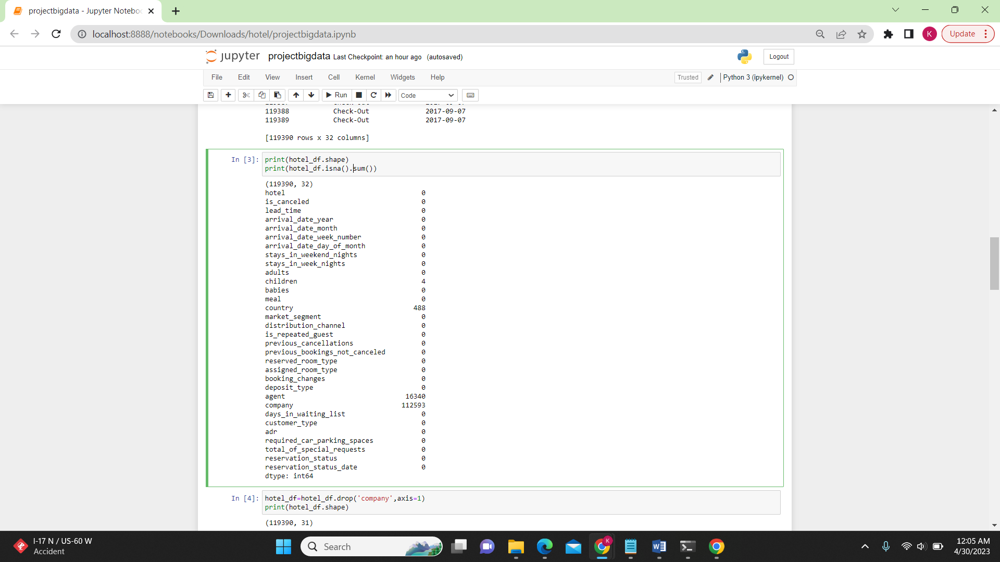 projectbigdata - Jupyter Notebo
localhost:8888/notebooks/Downloads/hotel/projectbigdata.ipynb
K
Update
jupyter projectbigdata Last Checkpoint: an hour ago (autosaved)
Logout
File Edit View Insert Cell Kernel Widgets Help
Trusted
Python 3 (ipykernel)
Run
Code
119388 Check-Out 2017-09-07
119389 Check-Out 2017-09-07
[119390 rows x 32 columns]
In [3]: print(hotel_df.shape)
print(hotel_df.isna().sum())
(119390, 32)
hotel 0
is_canceled 0
lead_time 0
arrival_date_year 0
arrival_date_month 0
arrival_date_week_number 0
arrival_date_day_of_month 0
stays_in_weekend_nights 0
stays_in_week_nights 0
adults 0
children 4
babies 0
meal 0
country 488
market_segment 0
distribution_channel 0
is_repeated_guest 0
previous_cancellations 0
previous_bookings_not_canceled 0
reserved_room_type 0
assigned_room_type 0
booking_changes 0
deposit_type 0
agent 16340
company 112593
days_in_waiting_list 0
customer_type 0
adr 0
required_car_parking_spaces 0
total_of_special_requests 0
reservation_status 0
reservation_status_date 0
dtype: int64
In [4]: hotel_df=hotel_df.drop('company',axis=1)
print(hotel_df.shape)
(119390, 31)
I-17 N / US-60 W
Accident
Search
K
12:05 AM
4/30/2023